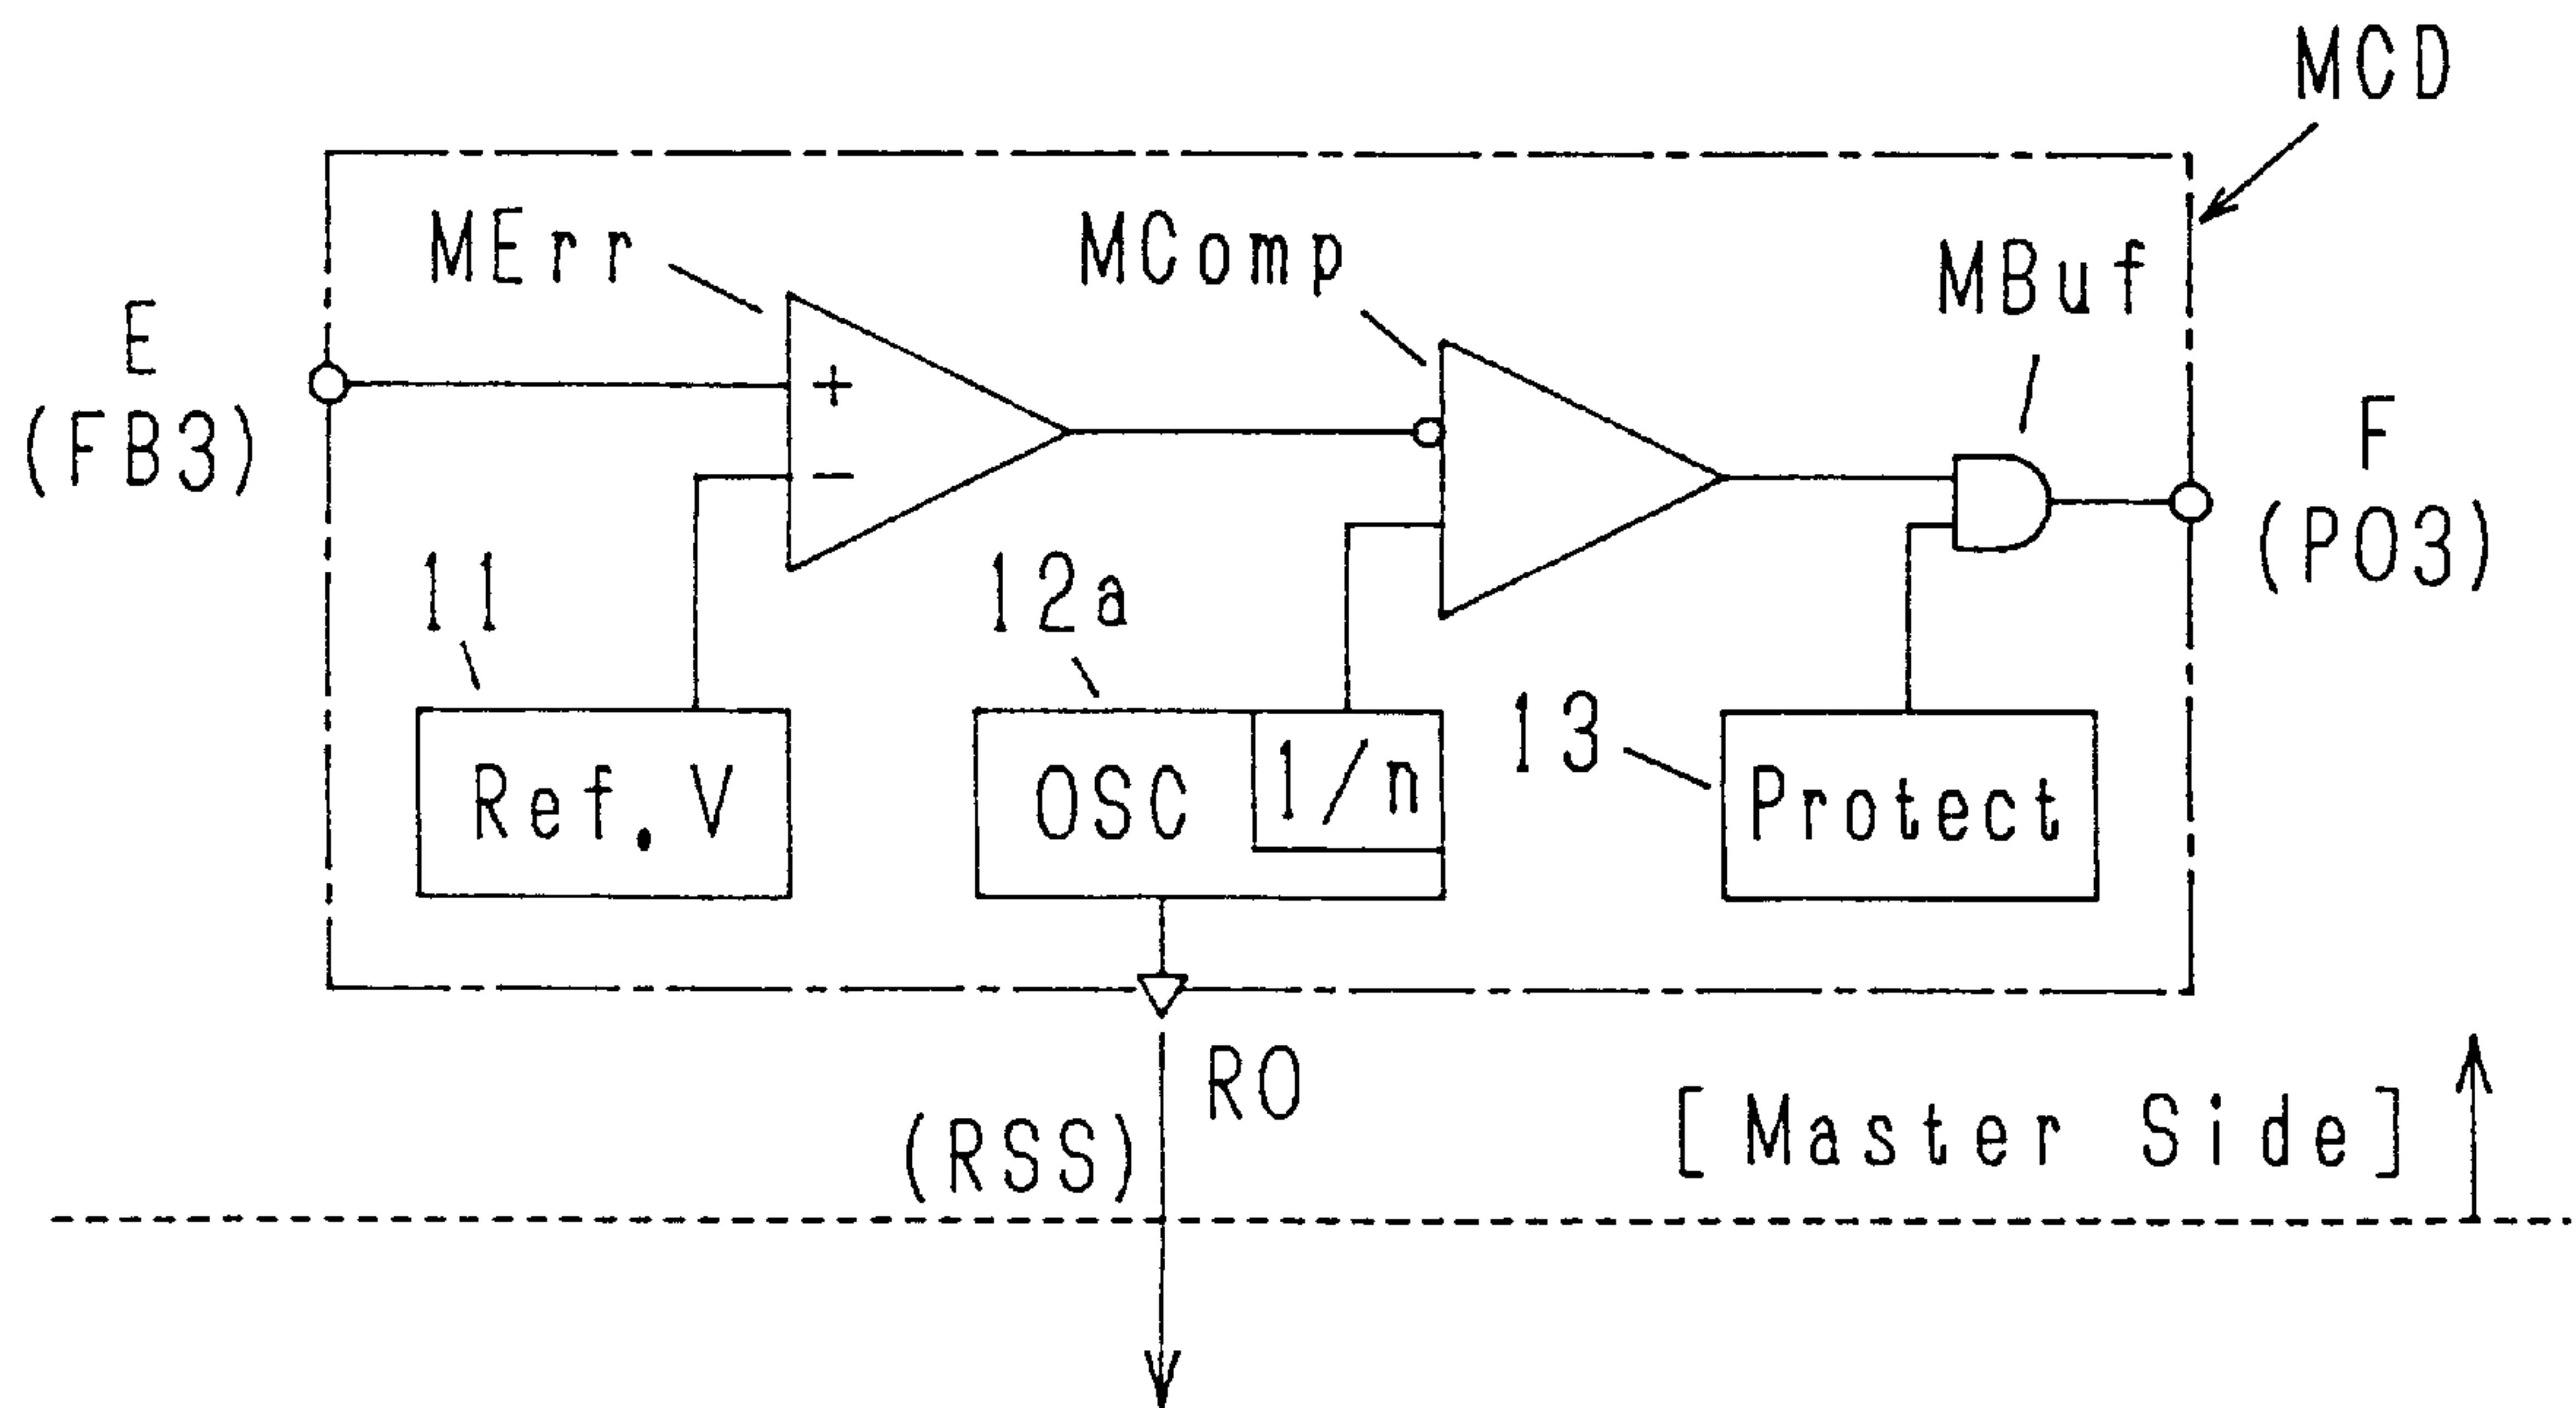 MCD
MErr
MComp
MBuf
E
(FB3)
+
−
F
(PO3)
11
12a
13
Ref.V
OSC
1/n
Protect
RO
(RSS)
[Master Side]